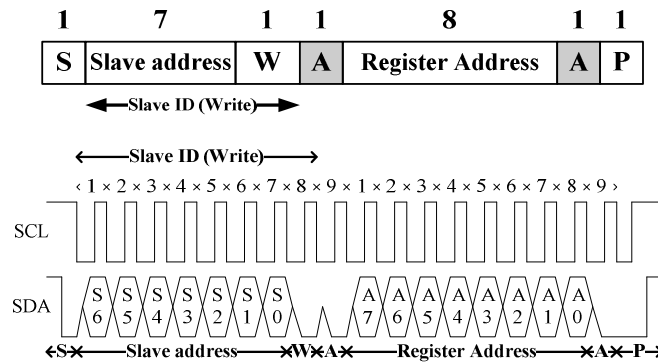 1 7 1 1 8 1 1
S Slave address W A Register Address A P
Slave ID (Write)
Slave ID (Write)
‹ 1 × 2 × 3 × 4 × 5 × 6 × 7 × 8 × 9 × 1 × 2 × 3 × 4 × 5 × 6 × 7 × 8 × 9 ›
SCL
SDA S6 S5 S4 S3 S2 S1 S0 A7 A6 A5 A4 A3 A2 A1 A0
S Slave address W A Register Address A P